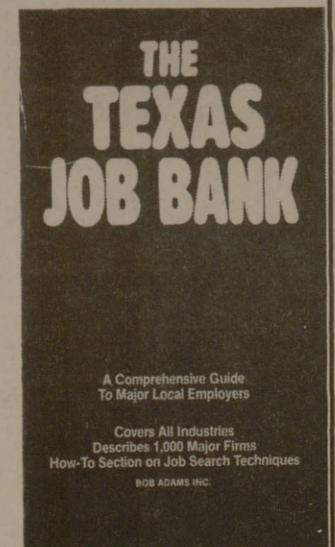 THE
TEXAS
JOB BANK
A Comprehensive Guide
To Major Local Employers
Covers All Industries
Describes 1,000 Major Firms
How-To Section on Job Search Techniques
BOB ADAMS INC.